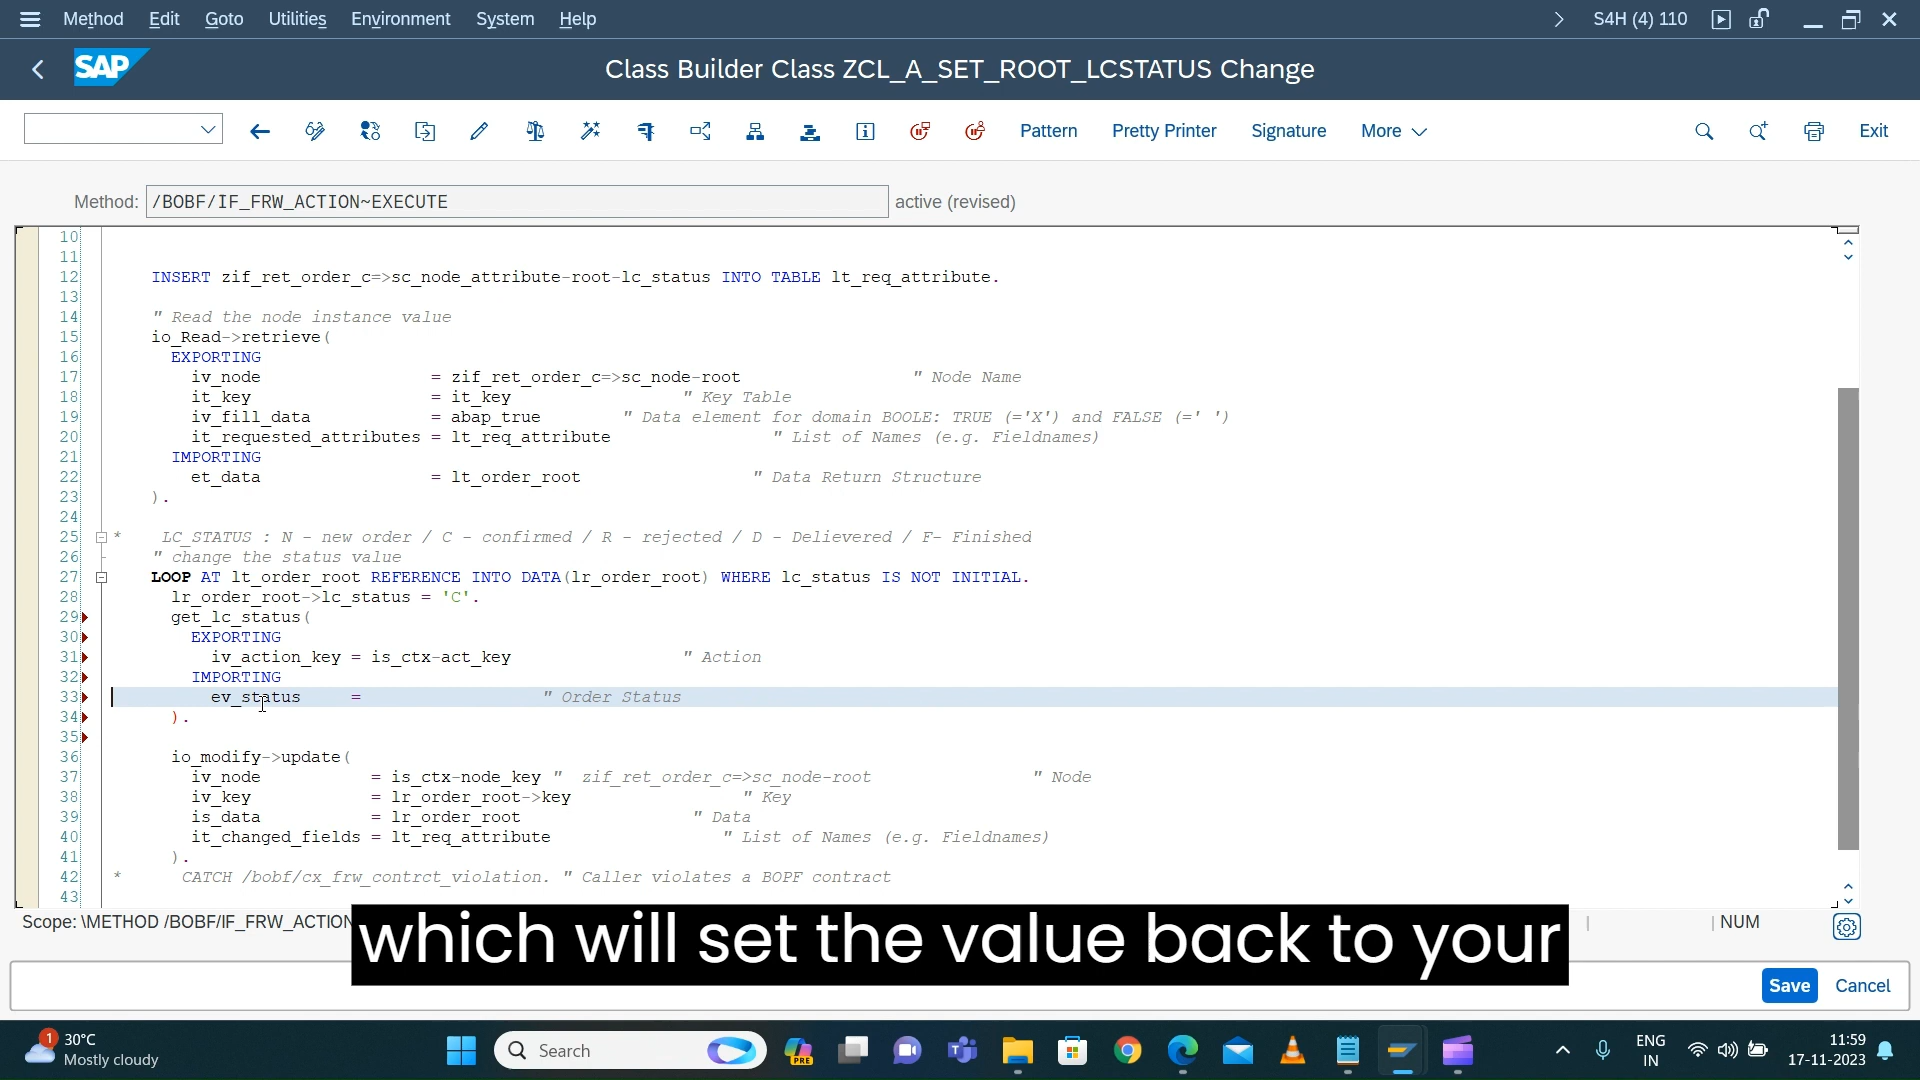 Method Edit Goto Utilities Environment System Help S4H (4) 110
SAP Class Builder Class ZCL_A_SET_ROOT_LCSTATUS Change
Pattern Pretty Printer Signature More Exit
Method: /BOBF/IF_FRW_ACTION~EXECUTE active (revised)
10
11
12 INSERT zif_ret_order_c=>sc_node_attribute-root-lc_status INTO TABLE lt_req_attribute.
13
14 " Read the node instance value
15 io_Read->retrieve(
16 EXPORTING
17 iv_node = zif_ret_order_c=>sc_node-root " Node Name
18 it_key = it_key " Key Table
19 iv_fill_data = abap_true " Data element for domain BOOLE: TRUE (='X') and FALSE (=' ')
20 it_requested_attributes = lt_req_attribute " List of Names (e.g. Fieldnames)
21 IMPORTING
22 et_data = lt_order_root " Data Return Structure
23 ).
24
25 * LC_STATUS : N - new order / C - confirmed / R - rejected / D - Delievered / F- Finished
26 " change the status value
27 LOOP AT lt_order_root REFERENCE INTO DATA(lr_order_root) WHERE lc_status IS NOT INITIAL.
28 lr_order_root->lc_status = 'C'.
29 get_lc_status(
30 EXPORTING
31 iv_action_key = is_ctx-act_key " Action
32 IMPORTING
33 ev_status = " Order Status
34 ).
35
36 io_modify->update(
37 iv_node = is_ctx-node_key " zif_ret_order_c=>sc_node-root " Node
38 iv_key = lr_order_root->key " Key
39 is_data = lr_order_root " Data
40 it_changed_fields = lt_req_attribute " List of Names (e.g. Fieldnames)
41 ).
42 * CATCH /bobf/cx_frw_contrct_violation. " Caller violates a BOPF contract
43
Scope: \METHOD /BOBF/IF_FRW_ACTION NUM
which will set the value back to your
Save Cancel
1 30°C
Mostly cloudy
Search
PRE
ENG
IN
11:59
17-11-2023